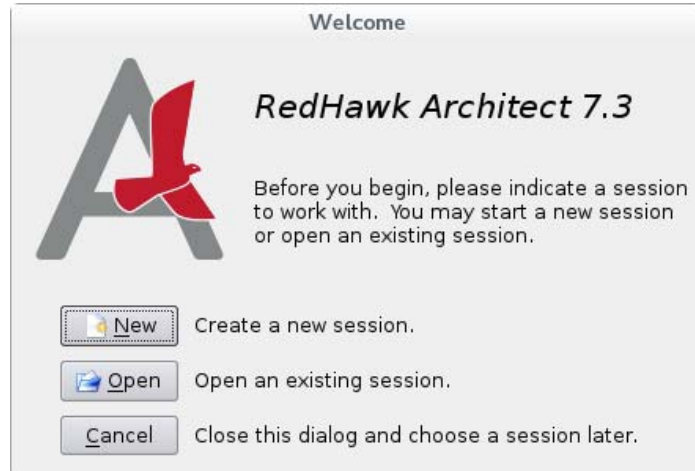 Welcome
RedHawk Architect 7.3
Before you begin, please indicate a session
to work with. You may start a new session
or open an existing session.
New Create a new session.
Open Open an existing session.
Cancel Close this dialog and choose a session later.